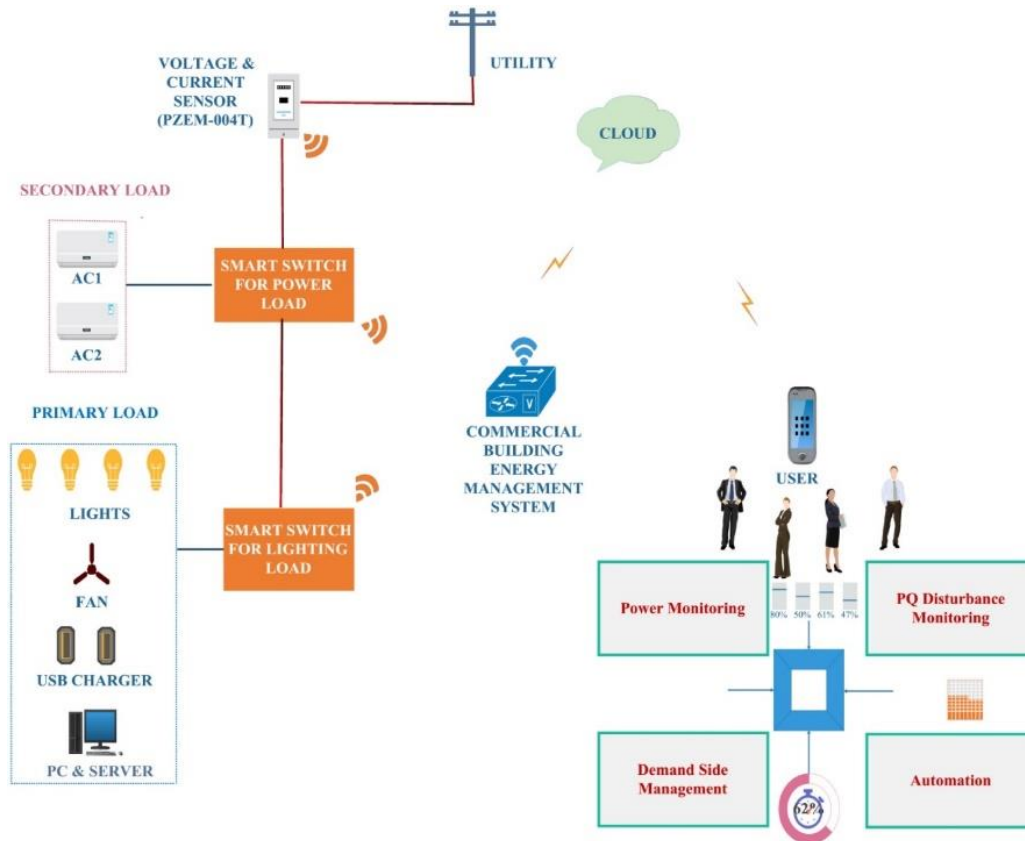 VOLTAGE &
CURRENT
SENSOR
(PZEM-004T)
UTILITY
CLOUD
SECONDARY LOAD
AC1
AC2
SMART SWITCH
FOR POWER
LOAD
PRIMARY LOAD
LIGHTS
FAN
USB CHARGER
PC & SERVER
SMART SWITCH
FOR LIGHTING
LOAD
V
COMMERCIAL
BUILDING
ENERGY
MANAGEMENT
SYSTEM
USER
Power Monitoring
80% 50% 61% 47%
PQ Disturbance
Monitoring
Demand Side
Management
62%
Automation